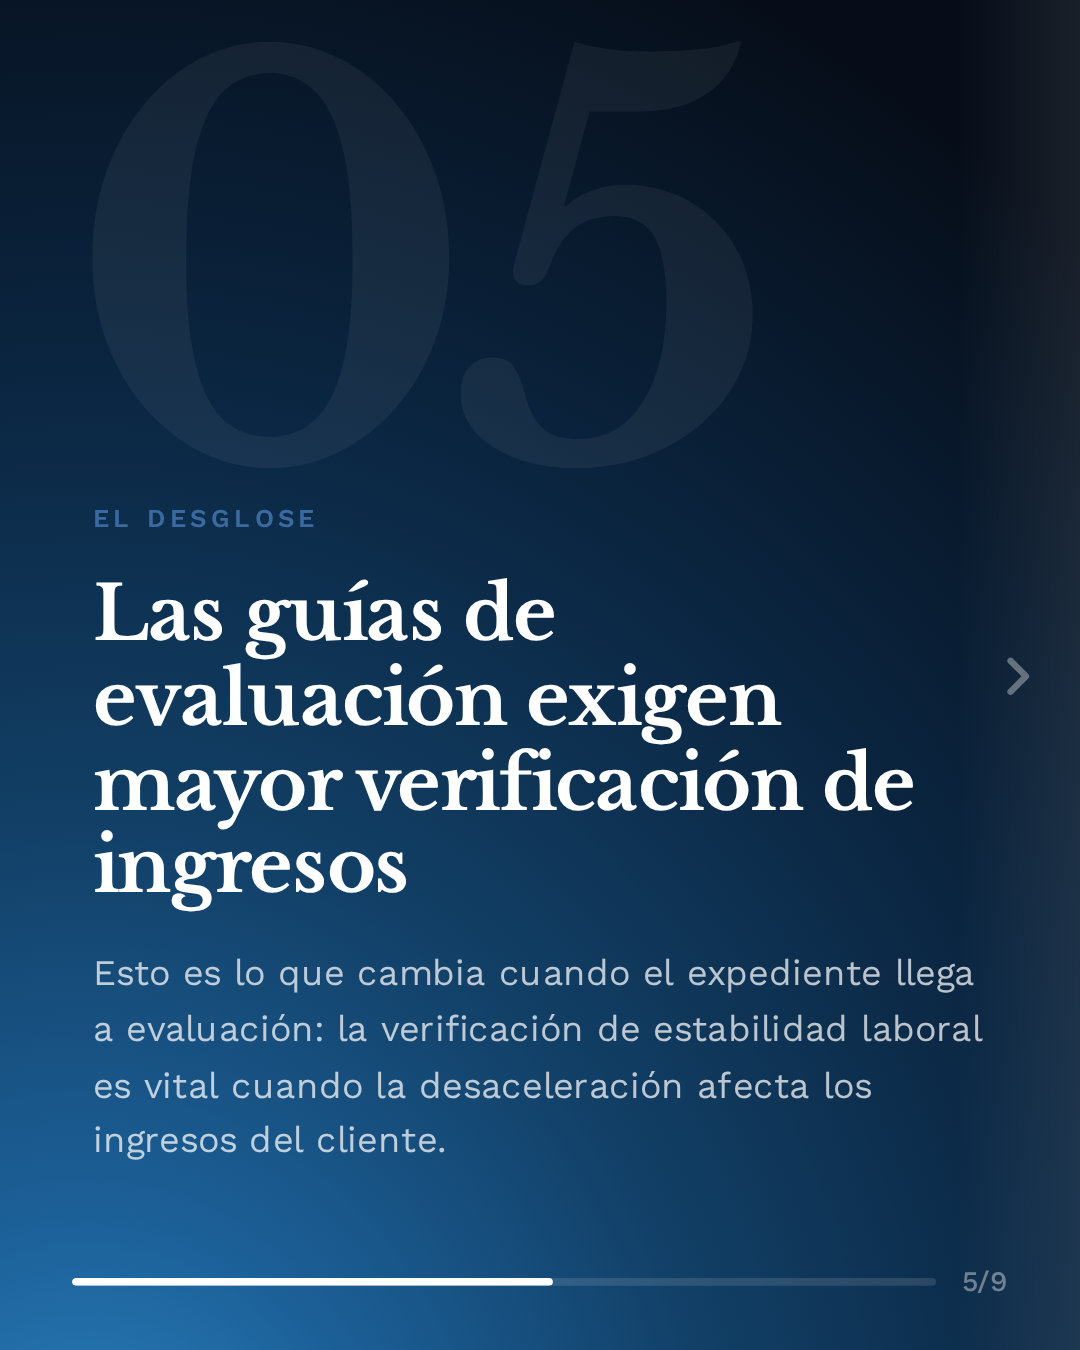 05
EL DESGLOSE
Las guías de
evaluación exigen
mayor verificación de
ingresos
Esto es lo que cambia cuando el expediente llega
a evaluación: la verificación de estabilidad laboral
es vital cuando la desaceleración afecta los
ingresos del cliente.
5/9